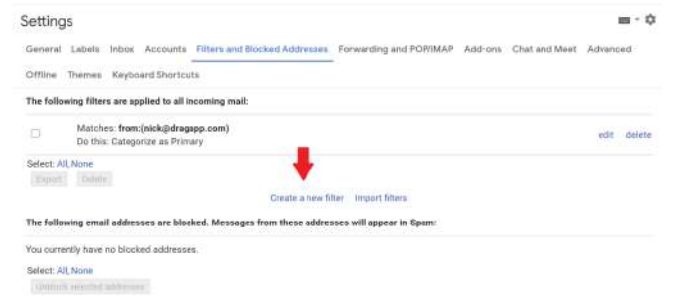 Settings
General Labels Inbox Accounts Filters and Blocked Addresses Forwarding and POP/IMAP Add-ons Chat and Meet Advanced
Offline Themes Keyboard Shortcuts
The following filters are applied to all incoming mail:
Matches: from:(nick@dragapp.com)
Do this: Categorize as Primary
edit delete
Select: All, None
Export Delete
Create a new filter Import filters
The following email addresses are blocked. Messages from these addresses will appear in Spam:
You currently have no blocked addresses.
Select: All, None
Unblock selected addresses